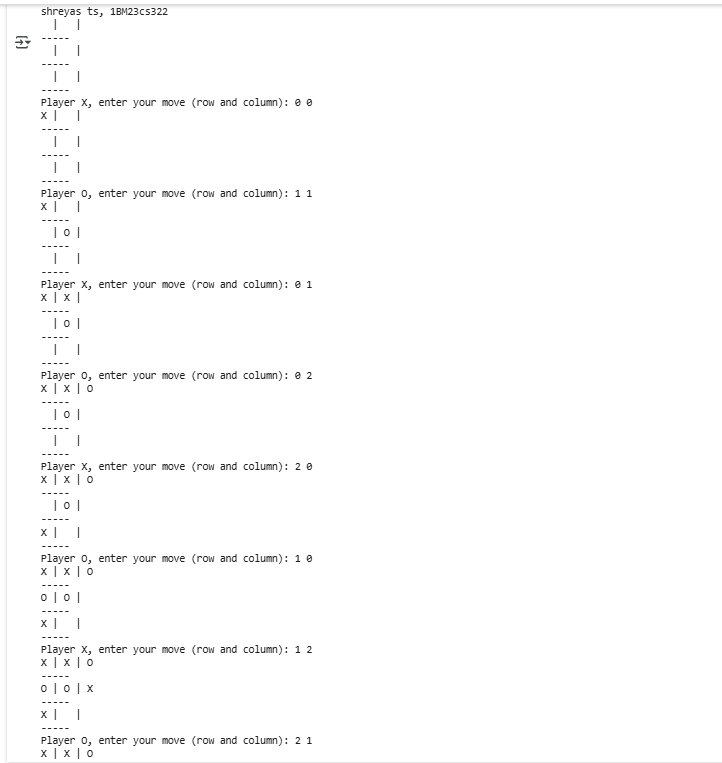 shreyas ts, 1BM23cs322
  |   |
-----
  |   |
-----
  |   |
-----
Player X, enter your move (row and column): 0 0
X |   |
-----
  |   |
-----
  |   |
-----
Player O, enter your move (row and column): 1 1
X |   |
-----
  | O |
-----
  |   |
-----
Player X, enter your move (row and column): 0 1
X | X |
-----
  | O |
-----
  |   |
-----
Player O, enter your move (row and column): 0 2
X | X | O
-----
  | O |
-----
  |   |
-----
Player X, enter your move (row and column): 2 0
X | X | O
-----
  | O |
-----
X |   |
-----
Player O, enter your move (row and column): 1 0
X | X | O
-----
O | O |
-----
X |   |
-----
Player X, enter your move (row and column): 1 2
X | X | O
-----
O | O | X
-----
X |   |
-----
Player O, enter your move (row and column): 2 1
X | X | O